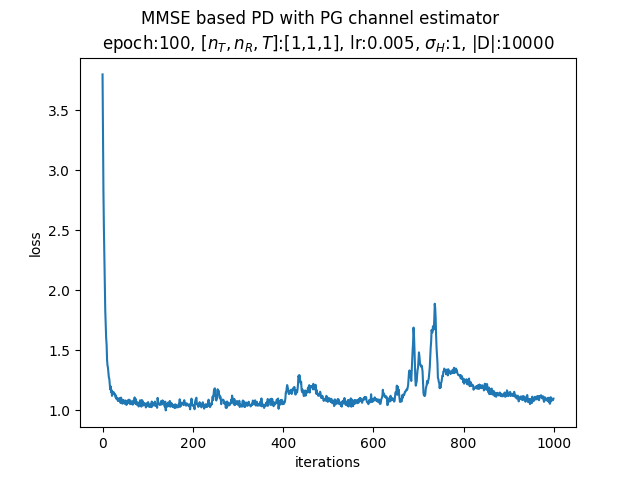 MMSE based PD with PG channel estimator
epoch:100, [n_T, n_R, T]:[1,1,1], lr:0.005, σ_H:1, |D|:10000
3.5
3.0
2.5
2.0
1.5
1.0
loss
0 200 400 600 800 1000
iterations